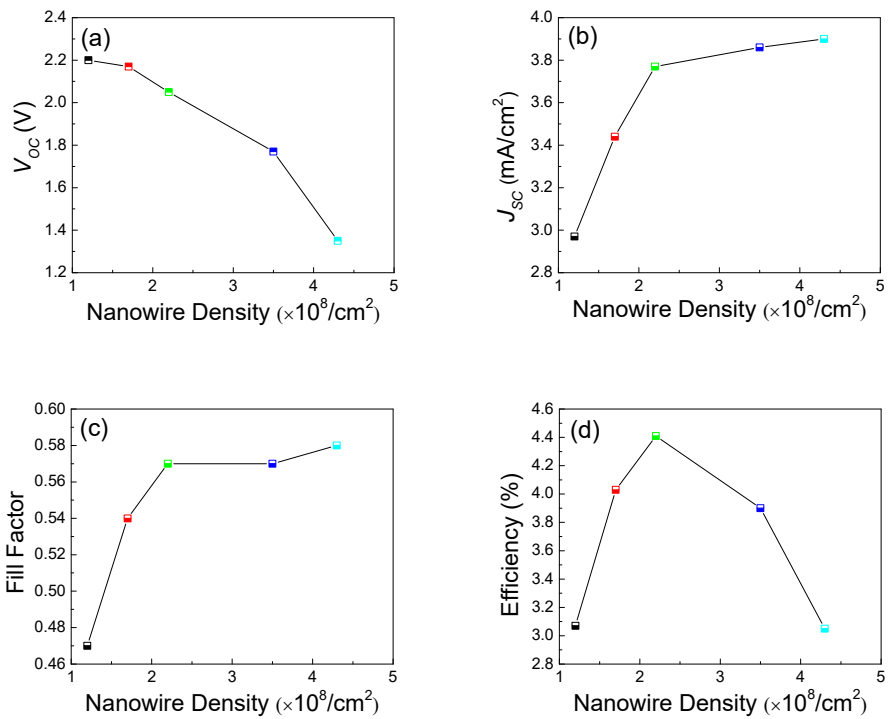 (a)
2.4
2.2
2.0
1.8
1.6
1.4
1.2
V_OC (V)
1 2 3 4 5
Nanowire Density (×10^8/cm^2)
(b)
4.0
3.8
3.6
3.4
3.2
3.0
2.8
J_SC (mA/cm^2)
1 2 3 4 5
Nanowire Density (×10^8/cm^2)
(c)
0.60
0.58
0.56
0.54
0.52
0.50
0.48
0.46
Fill Factor
1 2 3 4 5
Nanowire Density (×10^8/cm^2)
(d)
4.6
4.4
4.2
4.0
3.8
3.6
3.4
3.2
3.0
2.8
Efficiency (%)
1 2 3 4 5
Nanowire Density (×10^8/cm^2)